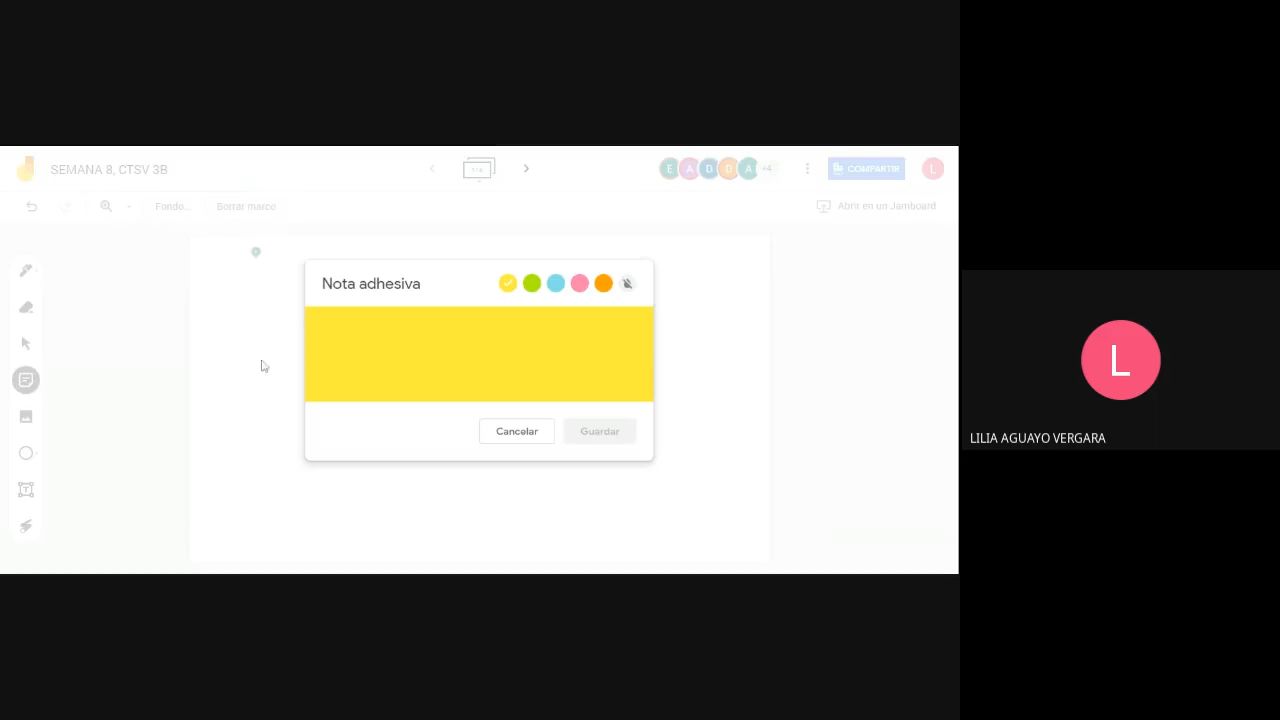 SEMANA 8, CTSV 3B
E A D D A +4
COMPARTIR
L
Fondo...
Borrar marco
Abrir en un Jamboard
Nota adhesiva
Cancelar
Guardar
L
LILIA AGUAYO VERGARA